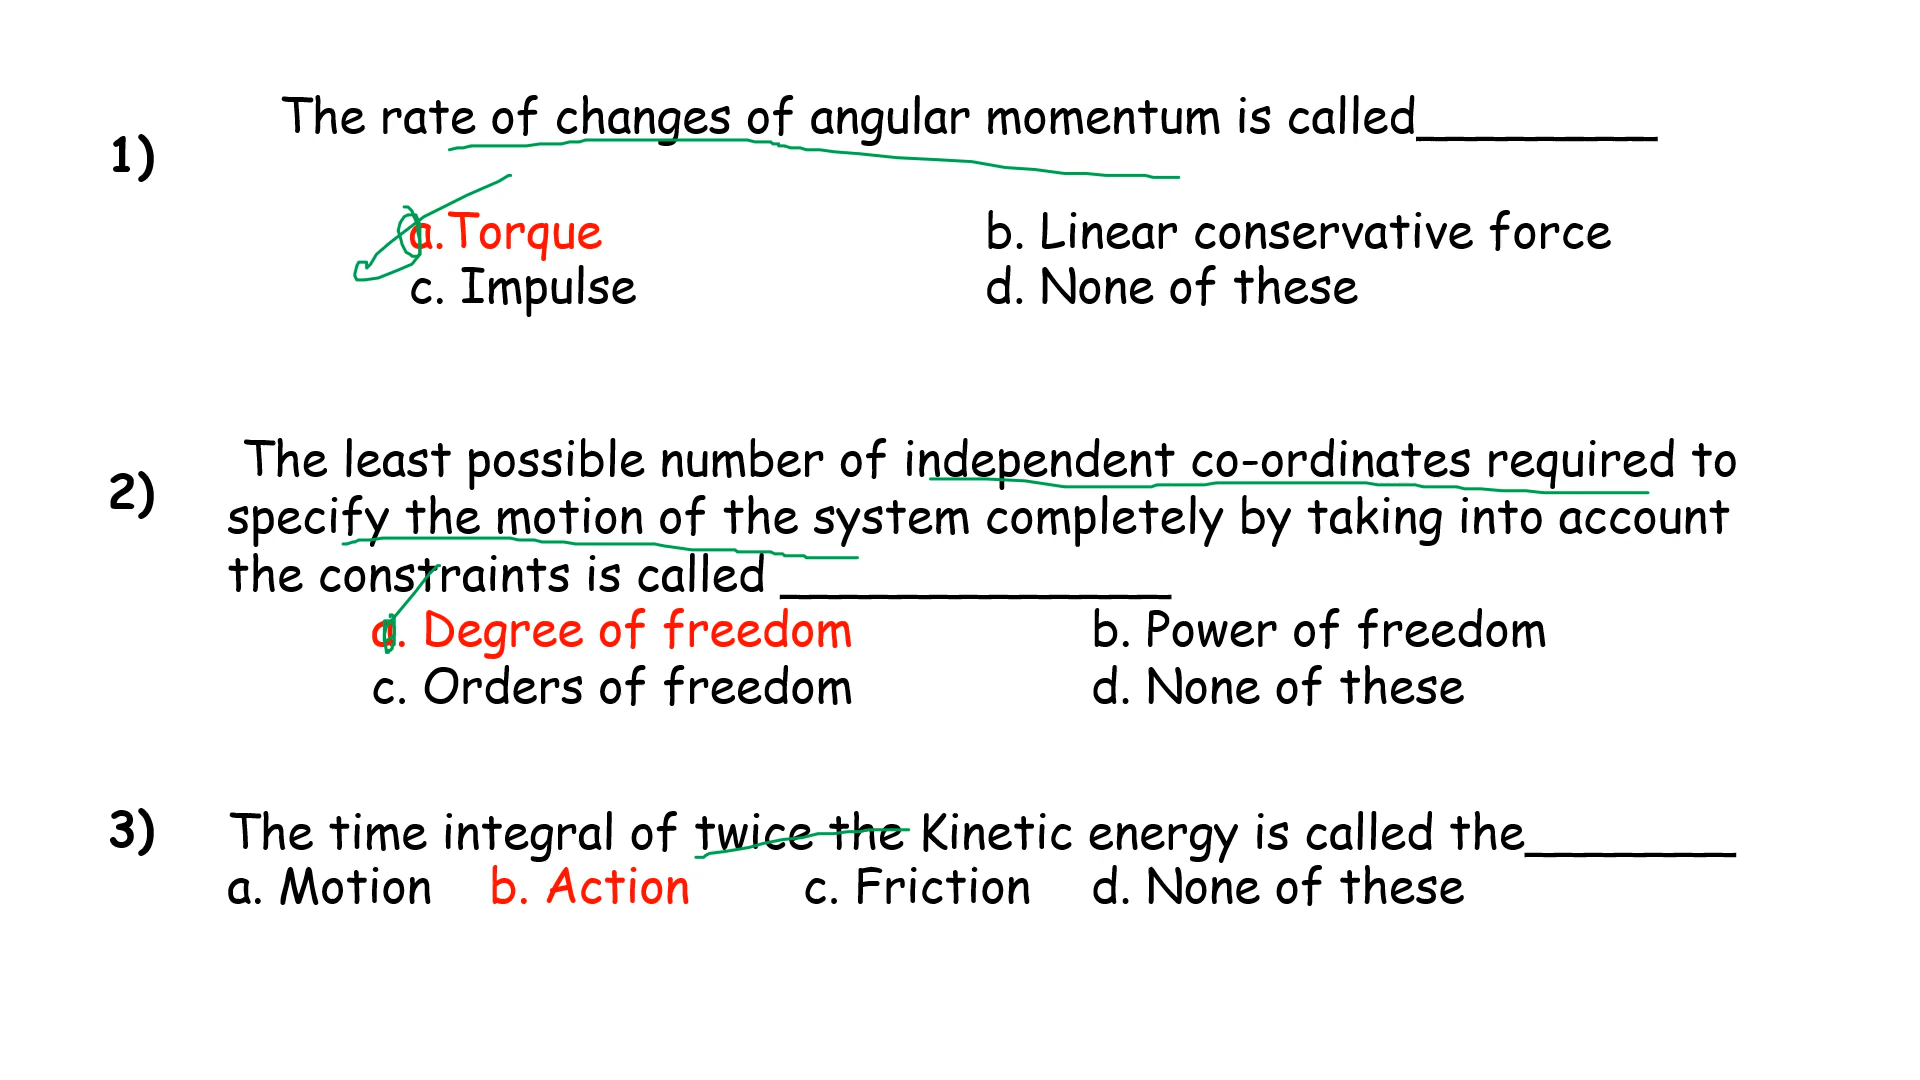 The rate of changes of angular momentum is called________
1)
a.Torque b. Linear conservative force
c. Impulse d. None of these
The least possible number of independent co-ordinates required to
2)
specify the motion of the system completely by taking into account
the constraints is called _____________
a. Degree of freedom b. Power of freedom
c. Orders of freedom d. None of these
3) The time integral of twice the Kinetic energy is called the_______
a. Motion b. Action c. Friction d. None of these